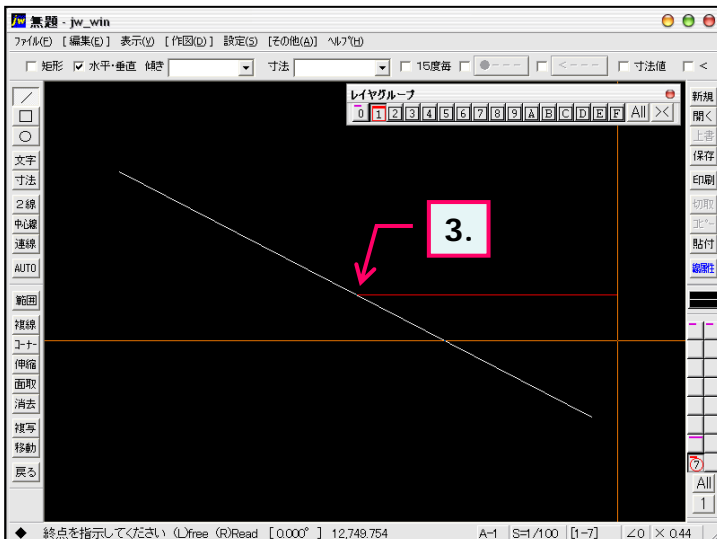 jw 無題 - jw_win
ファイル(F) [編集(E)] 表示(V) [作図(D)] 設定(S) [その他(A)] ヘルプ(H)
矩形 水平・垂直 傾き 寸法 15度毎 ●--- <--- 寸法値 <
レイヤグループ
0 1 2 3 4 5 6 7 8 9 A B C D E F All ><
／
□
○
文字
寸法
2線
中心線
連線
AUTO
範囲
複線
コーナー
伸縮
面取
消去
複写
移動
戻る
3.
新規
開く
上書
保存
印刷
切取
コピー
貼付
線属性
7
All
1
◆ 終点を指示してください (L)free (R)Read [0.000°] 12,749.754 A-1 S=1/100 [1-7] ∠0 × 0.44